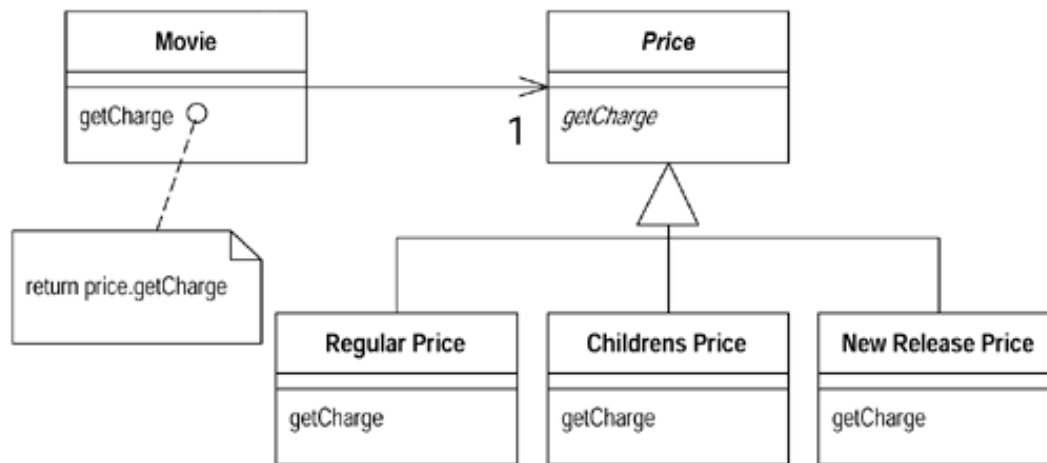 Movie
Price
getCharge
1
getCharge
return price.getCharge
Regular Price
Childrens Price
New Release Price
getCharge
getCharge
getCharge